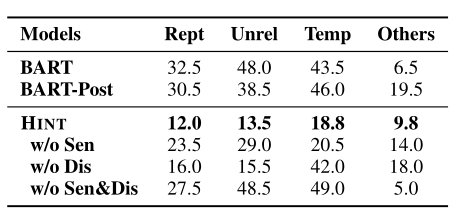 Models Rept Unrel Temp Others
BART 32.5 48.0 43.5 6.5
BART-Post 30.5 38.5 46.0 19.5
HINT 12.0 13.5 18.8 9.8
w/o Sen 23.5 29.0 20.5 14.0
w/o Dis 16.0 15.5 42.0 18.0
w/o Sen&Dis 27.5 48.5 49.0 5.0